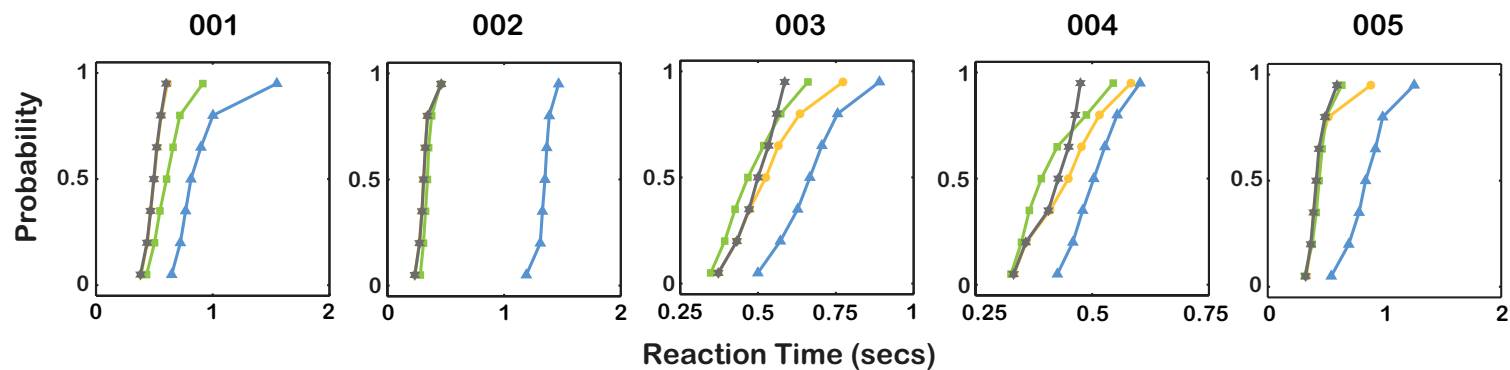 001 002 003 004 005
Probability
1 1 1 1 1
0.5 0.5 0.5 0.5 0.5
0 0 0 0 0
0 1 2 0 1 2 0.25 0.5 0.75 1 0.25 0.5 0.75 0 1 2
Reaction Time (secs)